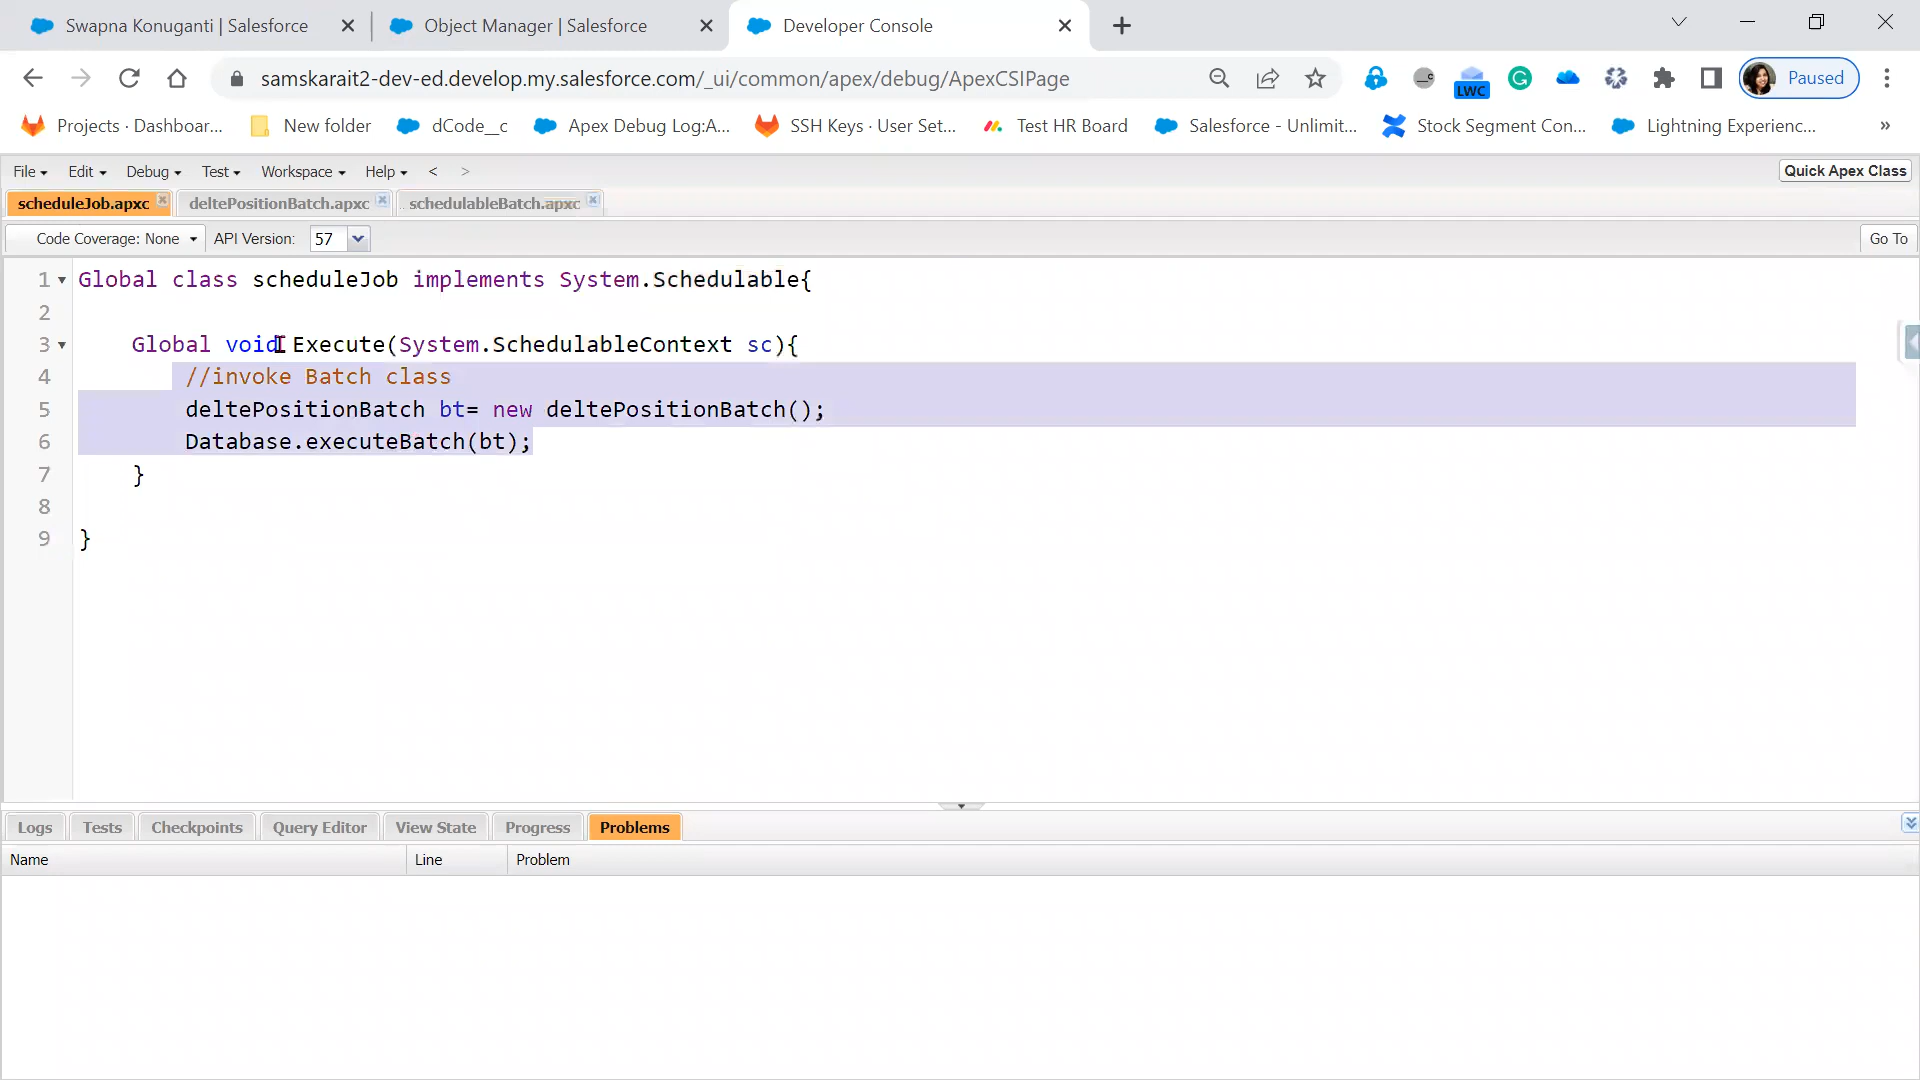 Swapna Konuganti | Salesforce
Object Manager | Salesforce
Developer Console
samskarait2-dev-ed.develop.my.salesforce.com/_ui/common/apex/debug/ApexCSIPage
LWC
Paused
Projects · Dashboar...
New folder
dCode__c
Apex Debug Log:A...
SSH Keys · User Set...
Test HR Board
Salesforce - Unlimit...
Stock Segment Con...
Lightning Experienc...
»
File
Edit
Debug
Test
Workspace
Help
<
>
Quick Apex Class
scheduleJob.apxc
deltePositionBatch.apxc
schedulableBatch.apxc
Code Coverage: None
API Version:
57
Go To
1 Global class scheduleJob implements System.Schedulable{
2
3 Global void Execute(System.SchedulableContext sc){
4 //invoke Batch class
5 deltePositionBatch bt= new deltePositionBatch();
6 Database.executeBatch(bt);
7 }
8
9 }
Logs
Tests
Checkpoints
Query Editor
View State
Progress
Problems
Name
Line
Problem